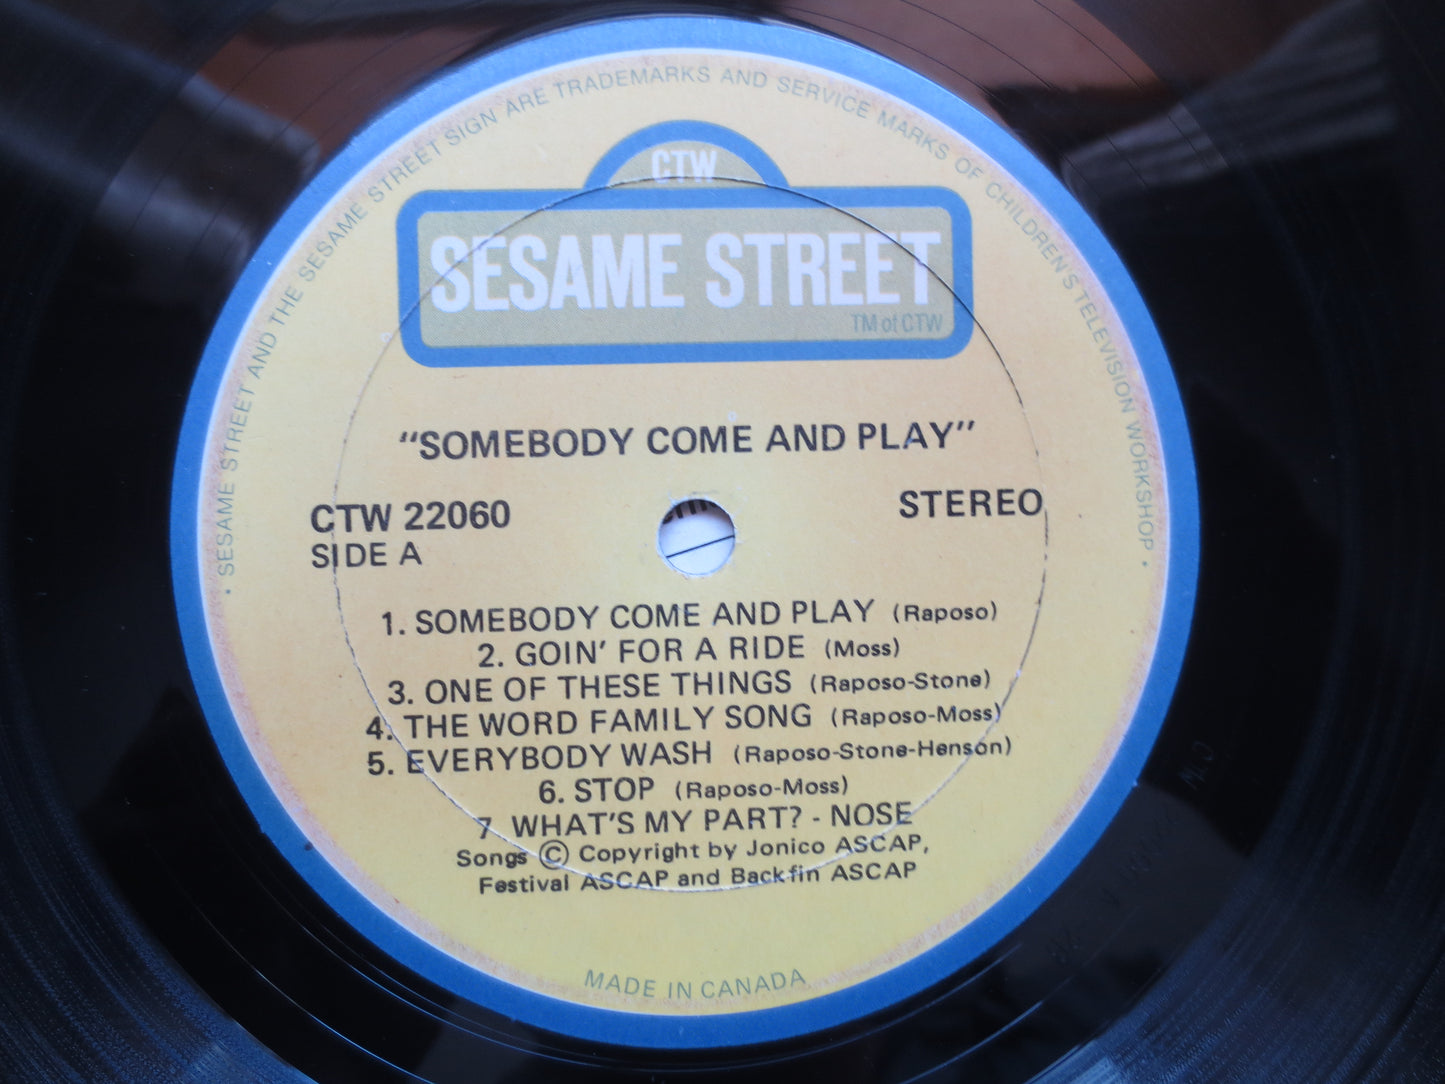 · SESAME STREET AND THE SESAME STREET SIGN ARE TRADEMARKS AND SERVICE MARKS OF CHILDREN'S TELEVISION WORKSHOP ·
CTW
SESAME STREET
TM of CTW
"SOMEBODY COME AND PLAY"
CTW 22060 STEREO
SIDE A
1. SOMEBODY COME AND PLAY (Raposo)
2. GOIN' FOR A RIDE (Moss)
3. ONE OF THESE THINGS (Raposo-Stone)
4. THE WORD FAMILY SONG (Raposo-Moss)
5. EVERYBODY WASH (Raposo-Stone-Henson)
6. STOP (Raposo-Moss)
7. WHAT'S MY PART? - NOSE
Songs © Copyright by Jonico ASCAP,
Festival ASCAP and Backfin ASCAP
MADE IN CANADA